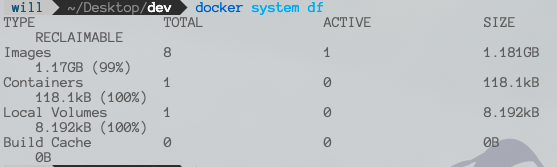 will ~/Desktop/dev docker system df
TYPE TOTAL ACTIVE SIZE
RECLAIMABLE
Images 8 1 1.181GB
1.17GB (99%)
Containers 1 0 118.1kB
118.1kB (100%)
Local Volumes 1 0 8.192kB
8.192kB (100%)
Build Cache 0 0 0B
0B